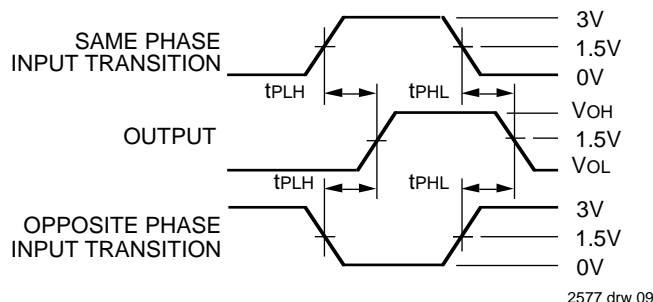 3V
SAME PHASE
INPUT TRANSITION
1.5V
0V
tPLH
tPHL
VOH
OUTPUT
1.5V
VOL
tPLH
tPHL
3V
OPPOSITE PHASE
INPUT TRANSITION
1.5V
0V
2577 drw 09